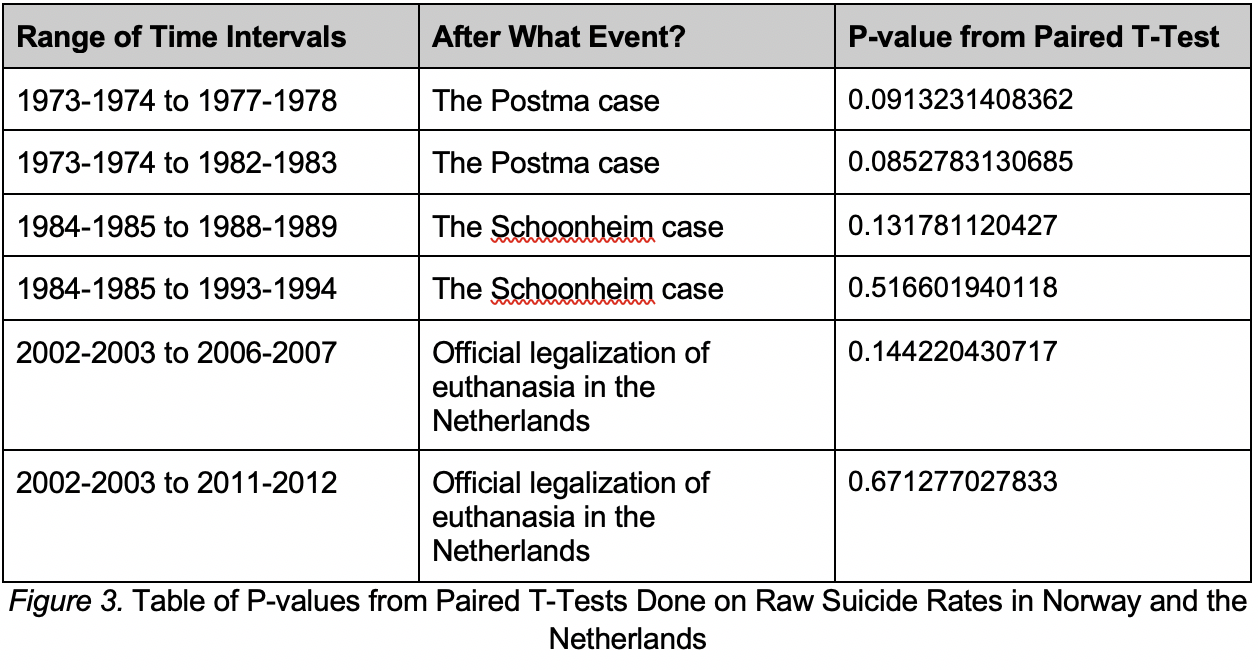 Range of Time Intervals After What Event? P-value from Paired T-Test
1973-1974 to 1977-1978 The Postma case 0.0913231408362
1973-1974 to 1982-1983 The Postma case 0.0852783130685
1984-1985 to 1988-1989 The Schoonheim case 0.131781120427
1984-1985 to 1993-1994 The Schoonheim case 0.516601940118
2002-2003 to 2006-2007 Official legalization of 0.144220430717
euthanasia in the
Netherlands
2002-2003 to 2011-2012 Official legalization of 0.671277027833
euthanasia in the
Netherlands
Figure 3. Table of P-values from Paired T-Tests Done on Raw Suicide Rates in Norway and the
Netherlands